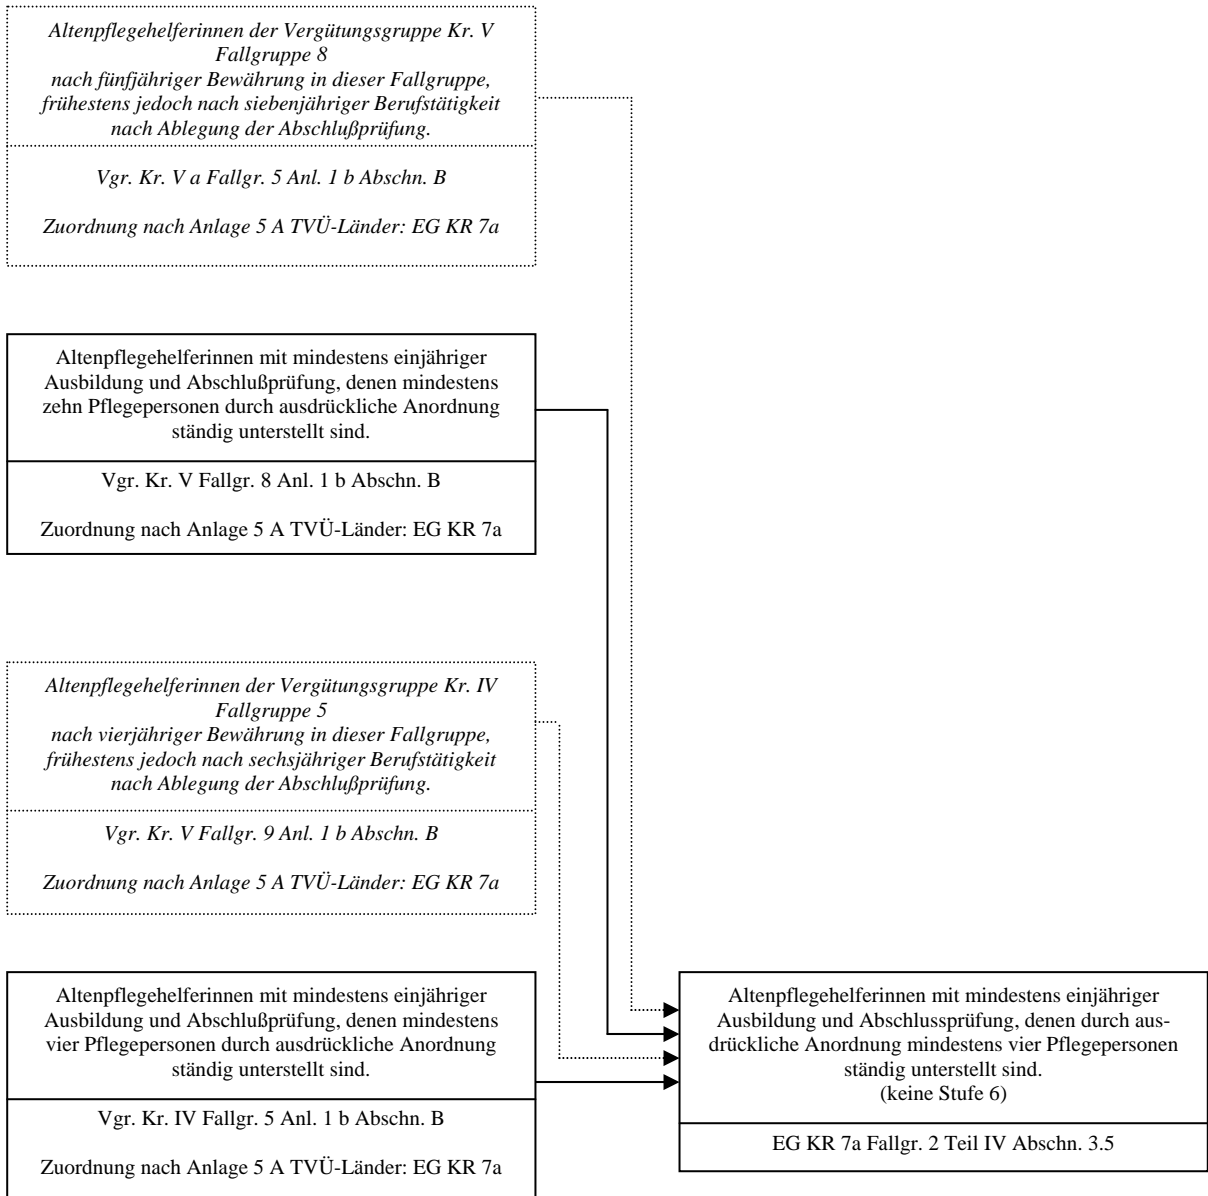 Altenpflegehelferinnen der Vergütungsgruppe Kr. V
Fallgruppe 8
nach fünfjähriger Bewährung in dieser Fallgruppe,
frühestens jedoch nach siebenjähriger Berufstätigkeit
nach Ablegung der Abschlußprüfung.
Vgr. Kr. V a Fallgr. 5 Anl. 1 b Abschn. B
Zuordnung nach Anlage 5 A TVÜ-Länder: EG KR 7a
Altenpflegehelferinnen mit mindestens einjähriger
Ausbildung und Abschlußprüfung, denen mindestens
zehn Pflegepersonen durch ausdrückliche Anordnung
ständig unterstellt sind.
Vgr. Kr. V Fallgr. 8 Anl. 1 b Abschn. B
Zuordnung nach Anlage 5 A TVÜ-Länder: EG KR 7a
Altenpflegehelferinnen der Vergütungsgruppe Kr. IV
Fallgruppe 5
nach vierjähriger Bewährung in dieser Fallgruppe,
frühestens jedoch nach sechsjähriger Berufstätigkeit
nach Ablegung der Abschlußprüfung.
Vgr. Kr. V Fallgr. 9 Anl. 1 b Abschn. B
Zuordnung nach Anlage 5 A TVÜ-Länder: EG KR 7a
Altenpflegehelferinnen mit mindestens einjähriger
Ausbildung und Abschlußprüfung, denen mindestens
vier Pflegepersonen durch ausdrückliche Anordnung
ständig unterstellt sind.
Vgr. Kr. IV Fallgr. 5 Anl. 1 b Abschn. B
Zuordnung nach Anlage 5 A TVÜ-Länder: EG KR 7a
Altenpflegehelferinnen mit mindestens einjähriger
Ausbildung und Abschlussprüfung, denen durch aus-
drückliche Anordnung mindestens vier Pflegepersonen
ständig unterstellt sind.
(keine Stufe 6)
EG KR 7a Fallgr. 2 Teil IV Abschn. 3.5